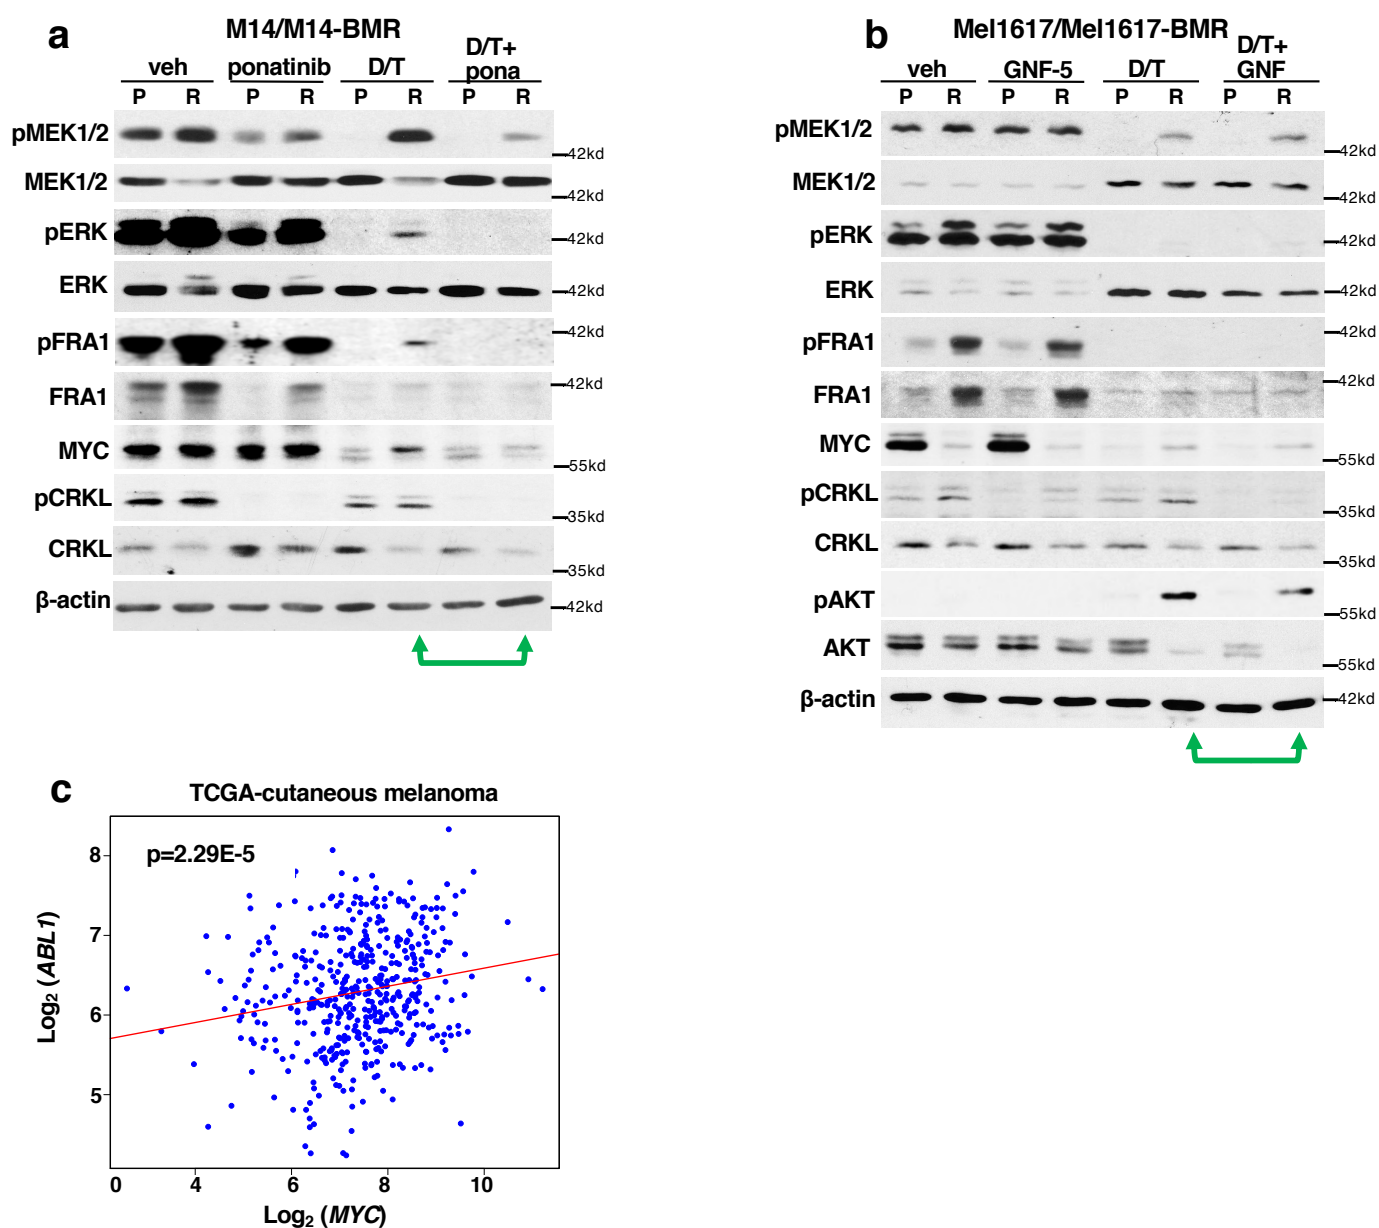 a
M14/M14-BMR
veh ponatinib D/T D/T+
pona
P R P R P R P R
pMEK1/2
42kd
MEK1/2
42kd
pERK
42kd
ERK
42kd
pFRA1
42kd
FRA1
42kd
MYC
55kd
pCRKL
35kd
CRKL
35kd
β-actin
42kd
b
Mel1617/Mel1617-BMR
veh GNF-5 D/T D/T+
GNF
P R P R P R P R
pMEK1/2
42kd
MEK1/2
42kd
pERK
42kd
ERK
42kd
pFRA1
42kd
FRA1
42kd
MYC
55kd
pCRKL
35kd
CRKL
35kd
pAKT
55kd
AKT
55kd
β-actin
42kd
c
TCGA-cutaneous melanoma
p=2.29E-5
8
7
6
5
Log₂ (ABL1)
0 4 6 8 10
Log₂ (MYC)